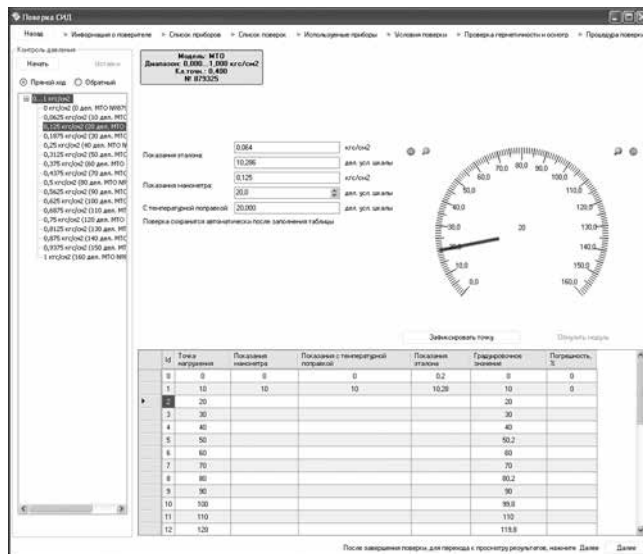 Поверка СИД
Назад » Информация о поверителе » Список приборов » Список поверок » Используемые приборы » Условия поверки » Проверка герметичности и осмотр » Процедура поверки
Контроль давления
Начать
Прямой ход Обратный
0...1 кгс/см2
0 кгс/см2 (0 дел. МТО №879
0,0625 кгс/см2 (10 дел. МТО
0,125 кгс/см2 (20 дел. МТО
0,1875 кгс/см2 (30 дел. МТО
0,25 кгс/см2 (40 дел. МТО №
0,3125 кгс/см2 (50 дел. МТО
0,375 кгс/см2 (60 дел. МТО
0,4375 кгс/см2 (70 дел. МТО
0,5 кгс/см2 (80 дел. МТО №
0,5625 кгс/см2 (90 дел. МТО
0,625 кгс/см2 (100 дел. МТО
0,6875 кгс/см2 (110 дел. МТО
0,75 кгс/см2 (120 дел. МТО
0,8125 кгс/см2 (130 дел. МТО
0,875 кгс/см2 (140 дел. МТО
0,9375 кгс/см2 (150 дел. МТО
1 кгс/см2 (160 дел. МТО №8
Модель: МТО
Диапазон: 0,000...1,000 кгс/см2
Кл.точн.: 0,400
№ 879325
Показания эталона:
0,064 кгс/см2
10,286 дел. усл. шкалы
Показания манометра:
0,125 кгс/см2
20,0 дел. усл. шкалы
С температурной поправкой 20,000 дел. усл. шкалы
Поверка сохранится автоматически после заполнения таблицы
0,0 10,0 20,0 30,0 40,0 50,0 60,0 70,0 80,0 90,0 100,0 110,0 120,0 130,0 140,0 150,0 160,0
20
Зафиксировать точку Обнулить модуль
Id Точка нагружения Показания манометра Показания с температурной поправкой Показания эталона Градуировочное значение Погрешность, %
0 0 0 0 0,2 0 0
1 10 10 10 10,28 10 0
2 20 20
3 30 30
4 40 40
5 50 50,2
6 60 60
7 70 70
8 80 80,2
9 90 90
10 100 99,8
11 110 110
12 120 119,8
После завершения поверки, для перехода к просмотру результатов, нажмите Далее Далее